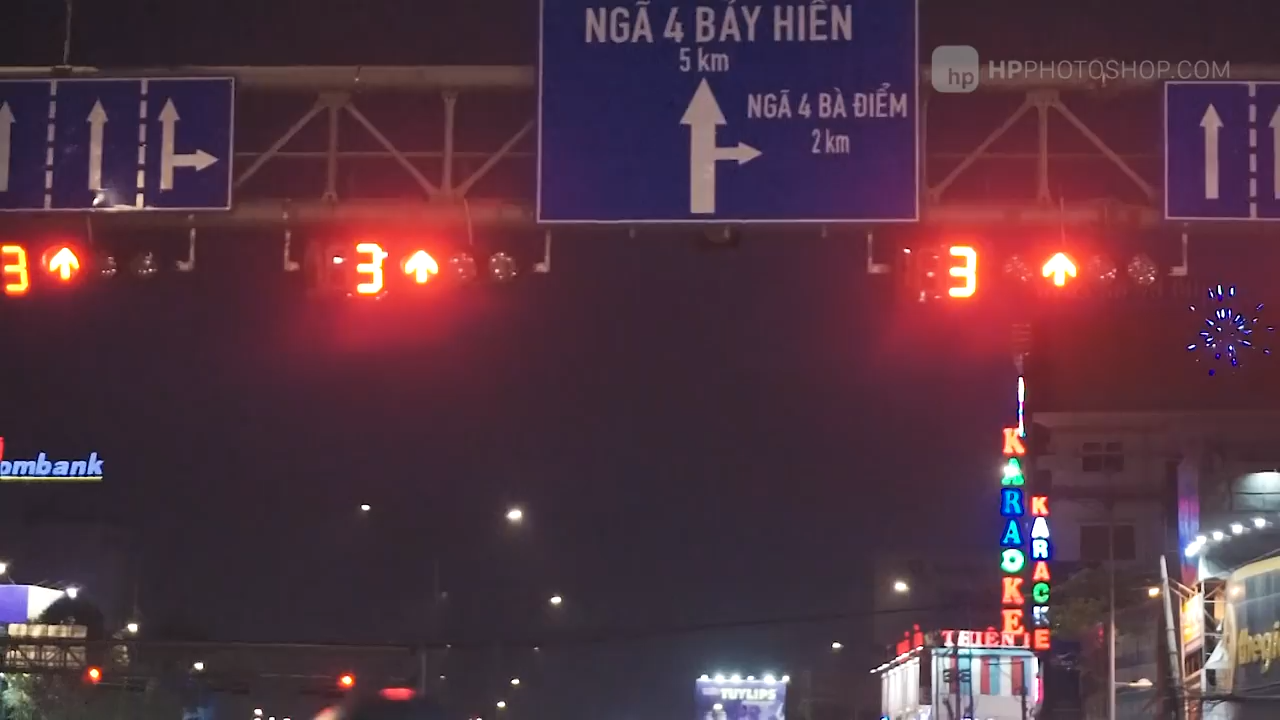 NGÃ 4 BẢY HIỀN
5 km
NGÃ 4 BÀ ĐIỂM
2 km
hp HPPHOTOSHOP.COM
3
3
3
ombank
KARAOKE
KARAOKE
THIÊN
TUYLIPS
thegi